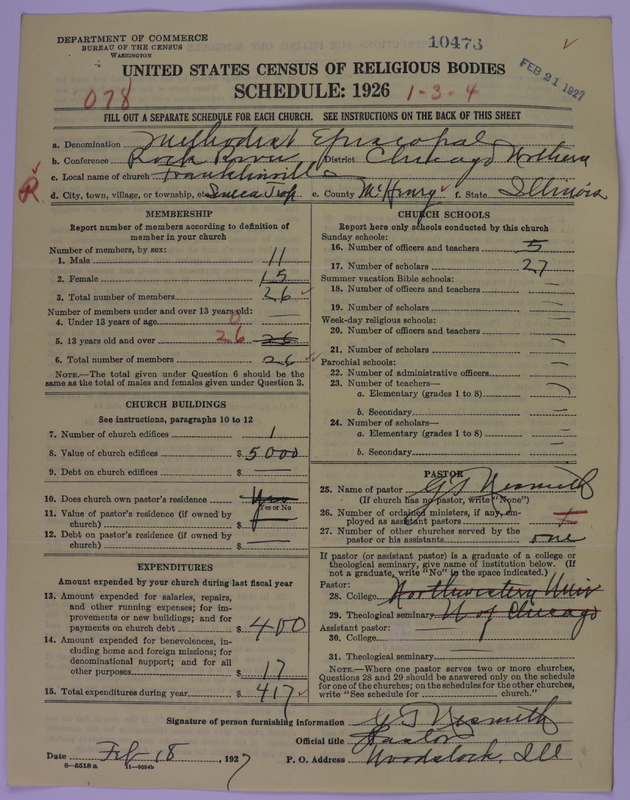 DEPARTMENT OF COMMERCE
BUREAU OF THE CENSUS
WASHINGTON
10473
FEB 21 1927
UNITED STATES CENSUS OF RELIGIOUS BODIES
SCHEDULE: 1926
078
1-3-4
FILL OUT A SEPARATE SCHEDULE FOR EACH CHURCH. SEE INSTRUCTIONS ON THE BACK OF THIS SHEET
a. Denomination Methodist Episcopal
b. Conference Rock River District Chicago Northern
c. Local name of church Franklinville
d. City, town, village, or township, etc. Seneca Twp e. County McHenry f. State Illinois
R
MEMBERSHIP
Report number of members according to definition of
member in your church
Number of members, by sex:
1. Male 11
2. Female 15
3. Total number of members 26
Number of members under and over 13 years old:
4. Under 13 years of age
5. 13 years old and over 26 26
6. Total number of members 26
NOTE.—The total given under Question 6 should be the
same as the total of males and females given under Question 3.
CHURCH BUILDINGS
See instructions, paragraphs 10 to 12
7. Number of church edifices 1
8. Value of church edifices $ 5000
9. Debt on church edifices $ —
10. Does church own pastor's residence
Yes or No
11. Value of pastor's residence (if owned by
church) $
12. Debt on pastor's residence (if owned by
church) $ —
EXPENDITURES
Amount expended by your church during last fiscal year
13. Amount expended for salaries, repairs,
and other running expenses; for im-
provements or new buildings; and for
payments on church debt $ 400
14. Amount expended for benevolences, in-
cluding home and foreign missions; for
denominational support; and for all
other purposes $ 17
15. Total expenditures during year $ 417
CHURCH SCHOOLS
Report here only schools conducted by this church
Sunday schools:
16. Number of officers and teachers 5
17. Number of scholars 27
Summer vacation Bible schools:
18. Number of officers and teachers —
19. Number of scholars —
Week-day religious schools:
20. Number of officers and teachers —
21. Number of scholars —
Parochial schools:
22. Number of administrative officers —
23. Number of teachers—
a. Elementary (grades 1 to 8) —
b. Secondary —
24. Number of scholars—
a. Elementary (grades 1 to 8) —
b. Secondary —
PASTOR
25. Name of pastor G T Nesmith
(If church has no pastor, write "None")
26. Number of ordained ministers, if any, em-
ployed as assistant pastors
27. Number of other churches served by the
pastor or his assistants one
If pastor (or assistant pastor) is a graduate of a college or
theological seminary, give name of institution below. (If
not a graduate, write "No" in the space indicated.)
Pastor:
28. College Northwestern Univ
29. Theological seminary U of Chicago
Assistant pastor:
30. College
31. Theological seminary
NOTE.—Where one pastor serves two or more churches,
Questions 28 and 29 should be answered only on the schedule
for one of the churches; on the schedules for the other churches,
write "See schedule for church."
Signature of person furnishing information G T Nesmith
Official title Pastor
Date Feb 18, 1927 P. O. Address Woodstock, Ill
8—5518 a 11—9084b